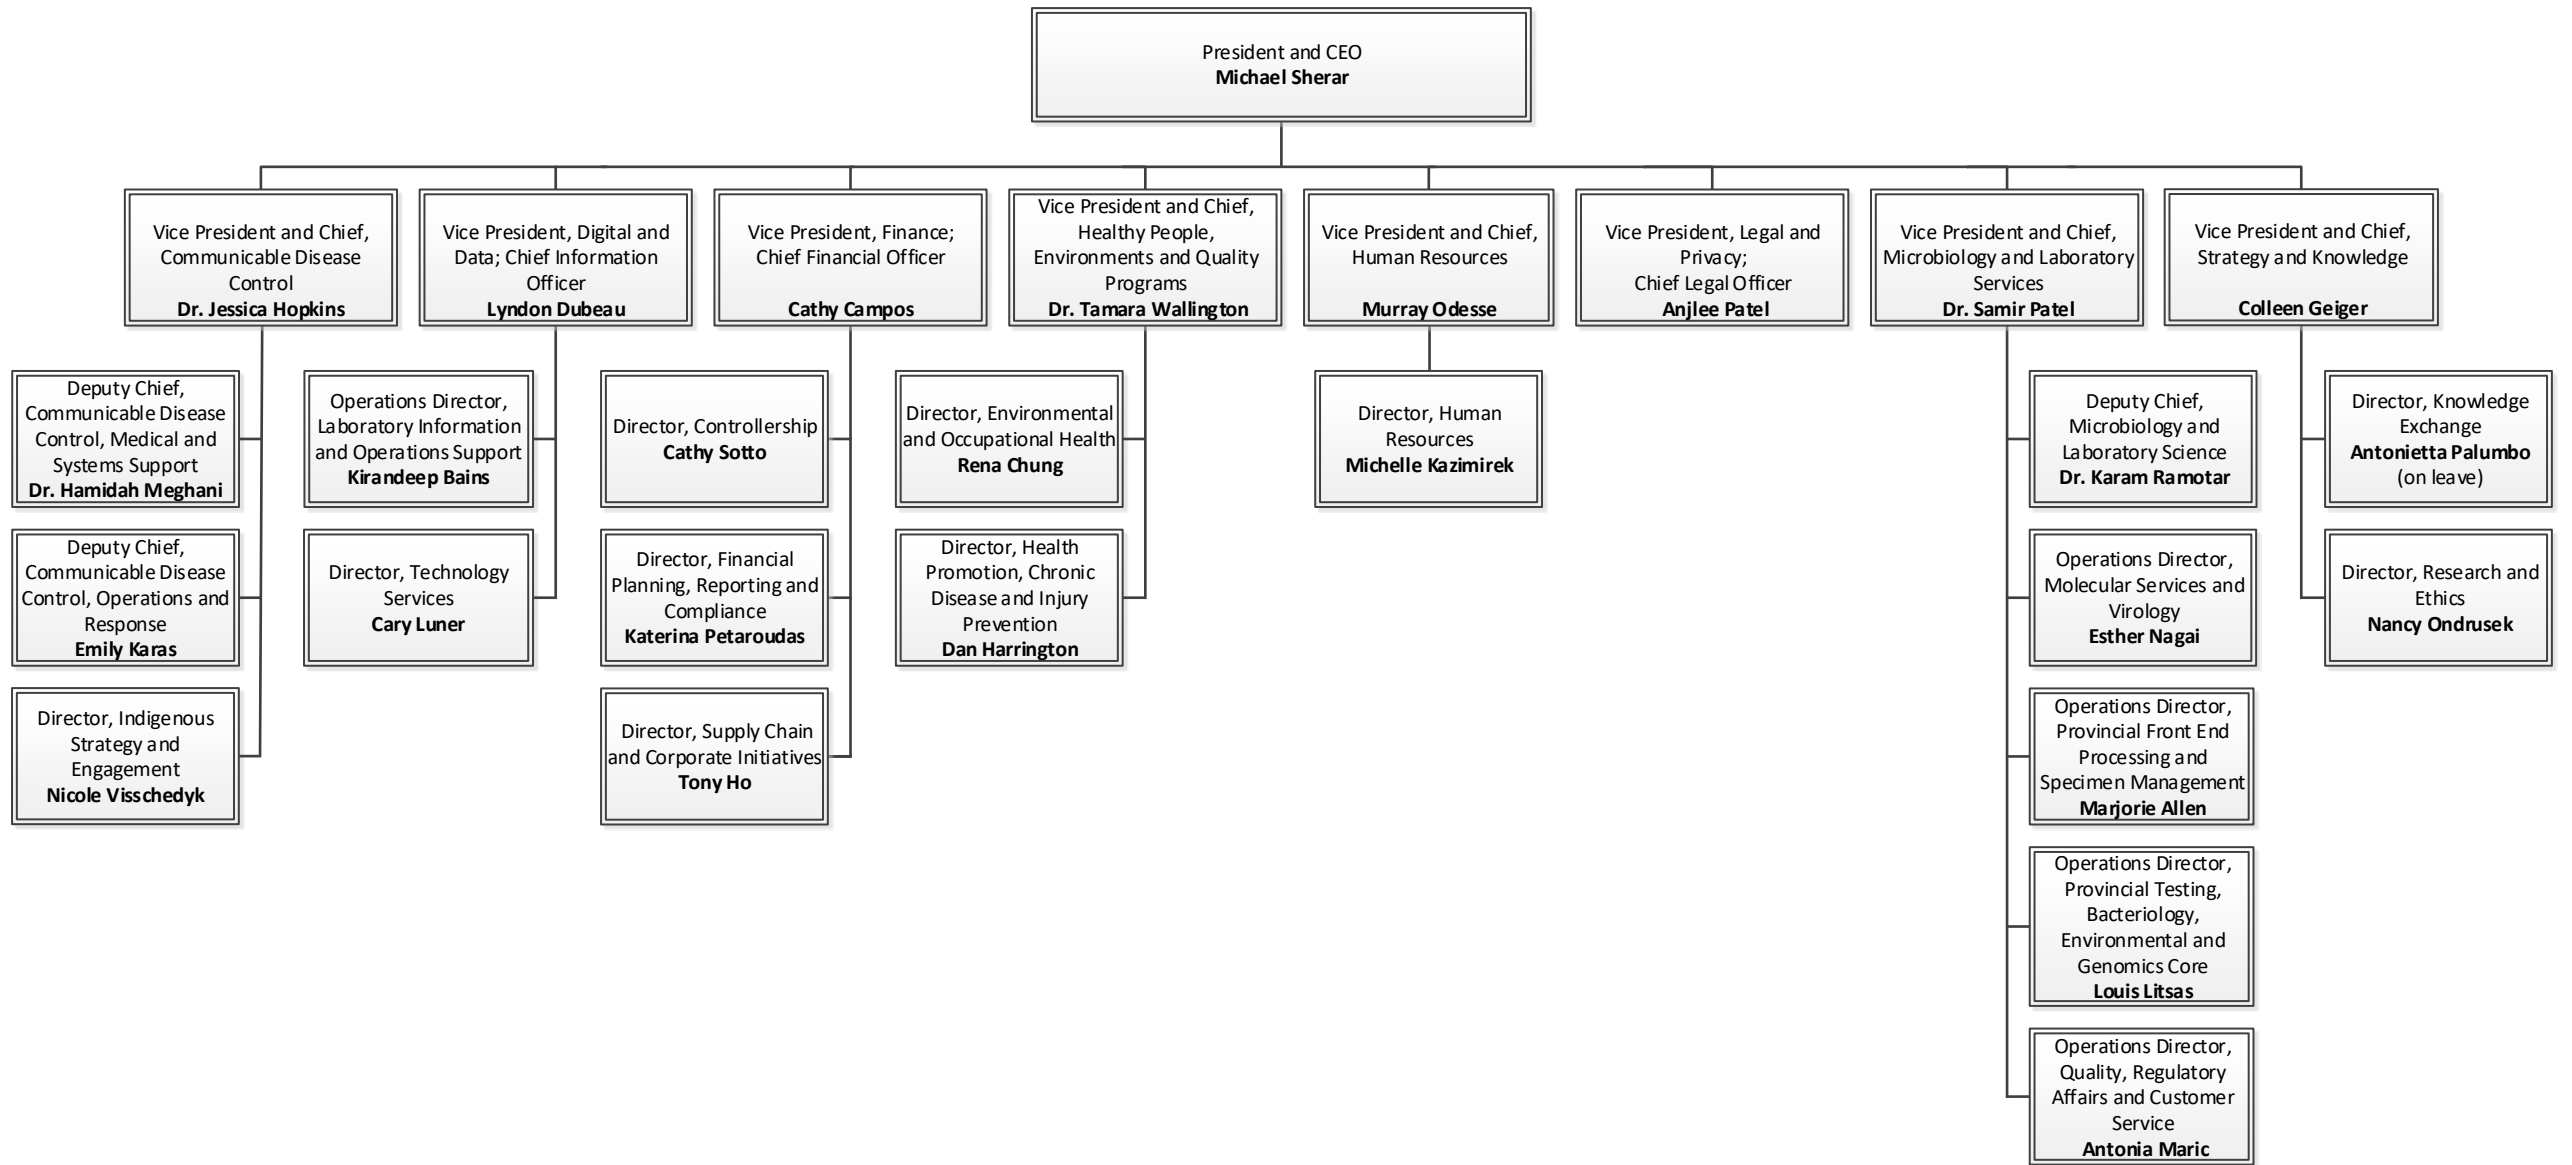 President and CEO
Michael Sherar
Vice President and Chief,
Communicable Disease
Control
Dr. Jessica Hopkins
Vice President, Digital and
Data; Chief Information
Officer
Lyndon Dubeau
Vice President, Finance;
Chief Financial Officer
Cathy Campos
Vice President and Chief,
Healthy People,
Environments and Quality
Programs
Dr. Tamara Wallington
Vice President and Chief,
Human Resources
Murray Odesse
Vice President, Legal and
Privacy;
Chief Legal Officer
Anjlee Patel
Vice President and Chief,
Microbiology and Laboratory
Services
Dr. Samir Patel
Vice President and Chief,
Strategy and Knowledge
Colleen Geiger
Deputy Chief,
Communicable Disease
Control, Medical and
Systems Support
Dr. Hamidah Meghani
Operations Director,
Laboratory Information
and Operations Support
Kirandeep Bains
Director, Controllership
Cathy Sotto
Director, Environmental
and Occupational Health
Rena Chung
Director, Human
Resources
Michelle Kazimirek
Deputy Chief,
Microbiology and
Laboratory Science
Dr. Karam Ramotar
Director, Knowledge
Exchange
Antonietta Palumbo
(on leave)
Deputy Chief,
Communicable Disease
Control, Operations and
Response
Emily Karas
Director, Technology
Services
Cary Luner
Director, Financial
Planning, Reporting and
Compliance
Katerina Petaroudas
Director, Health
Promotion, Chronic
Disease and Injury
Prevention
Dan Harrington
Operations Director,
Molecular Services and
Virology
Esther Nagai
Director, Research and
Ethics
Nancy Ondrusek
Director, Indigenous
Strategy and
Engagement
Nicole Visschedyk
Director, Supply Chain
and Corporate Initiatives
Tony Ho
Operations Director,
Provincial Front End
Processing and
Specimen Management
Marjorie Allen
Operations Director,
Provincial Testing,
Bacteriology,
Environmental and
Genomics Core
Louis Litsas
Operations Director,
Quality, Regulatory
Affairs and Customer
Service
Antonia Maric